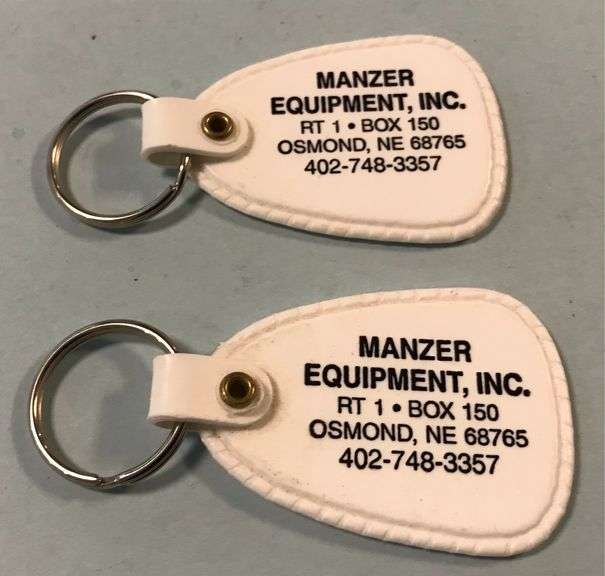 MANZER
EQUIPMENT, INC.
RT 1 • BOX 150
OSMOND, NE 68765
402-748-3357
MANZER
EQUIPMENT, INC.
RT 1 • BOX 150
OSMOND, NE 68765
402-748-3357